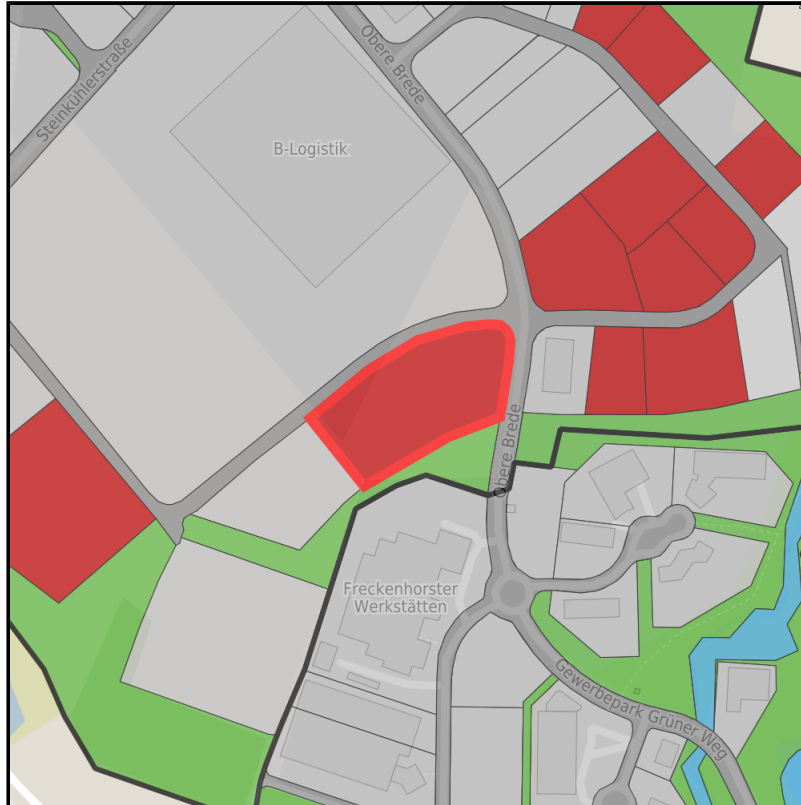 Steinkühlerstraße
Obere Brede
B-Logistik
Obere Brede
Freckenhorster
Werkstätten
Gewerbepark Grüner Weg